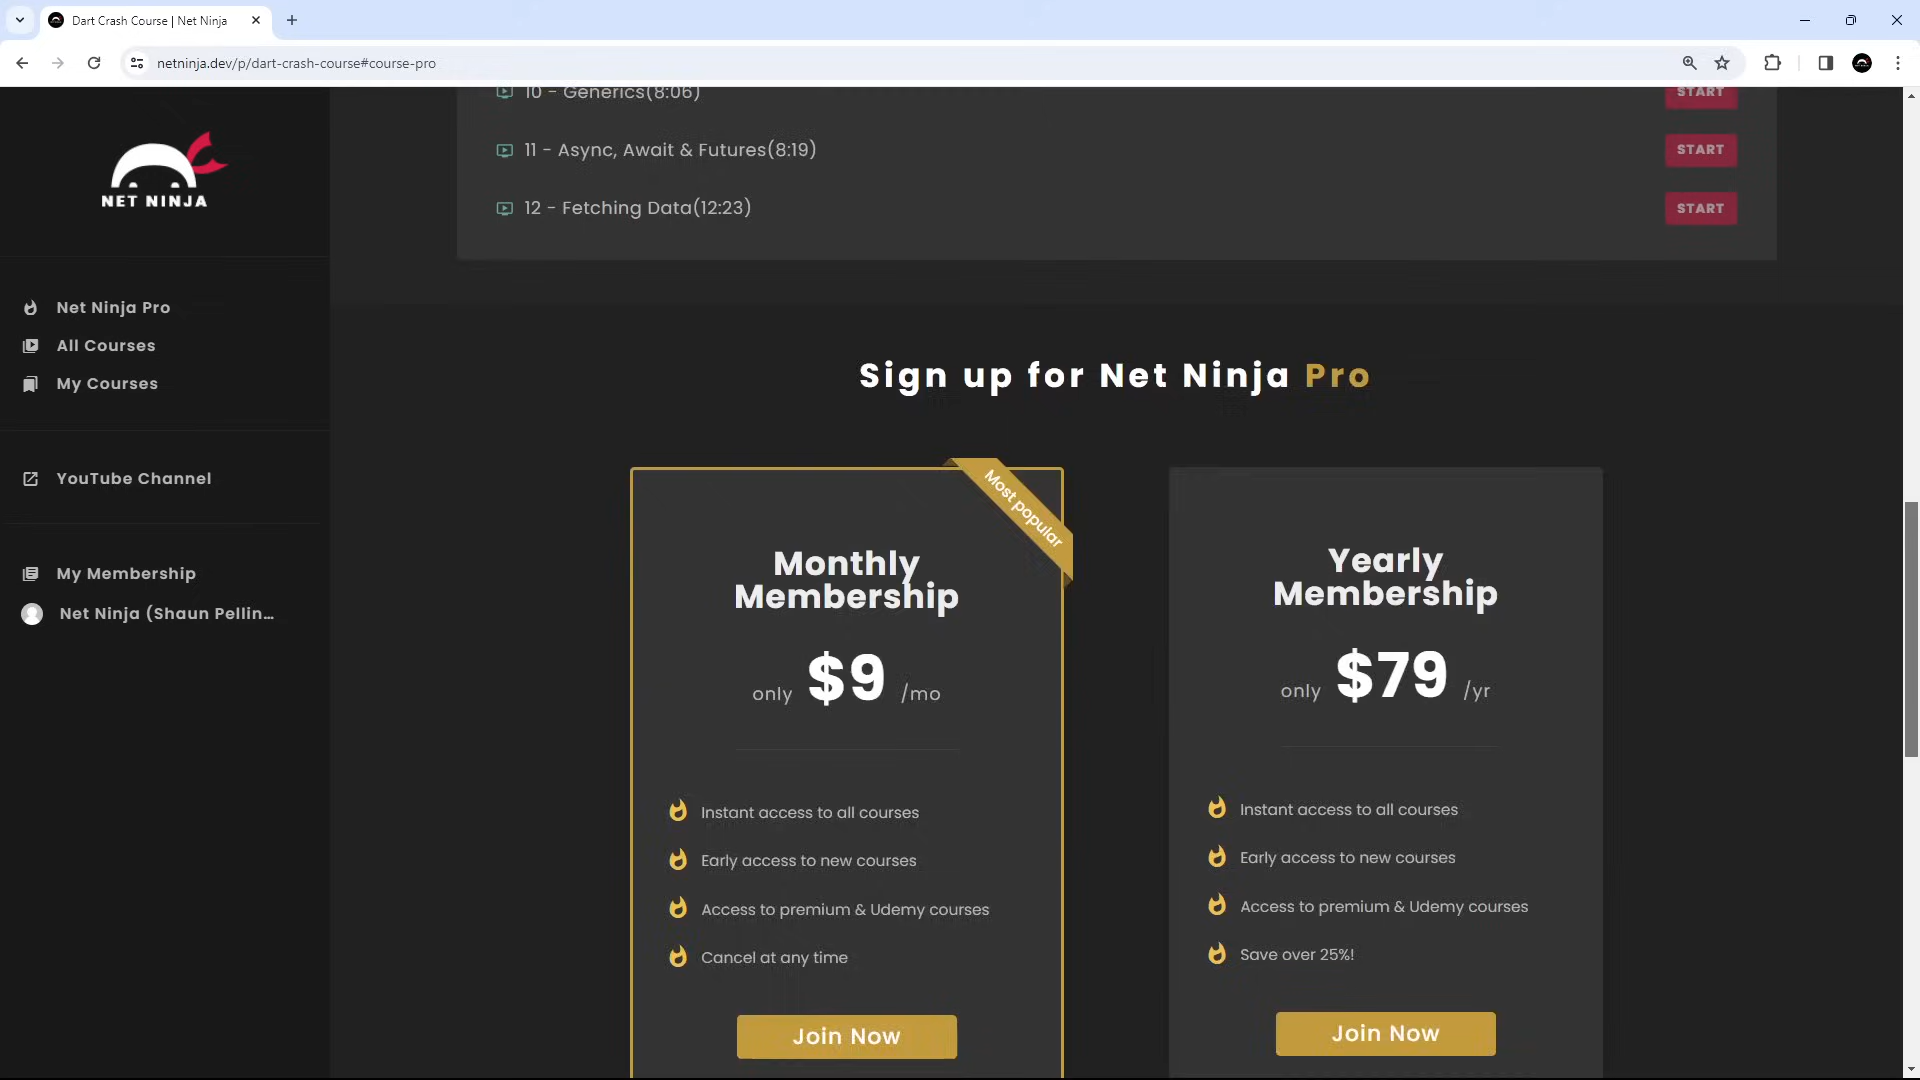 Dart Crash Course | Net Ninja
netninja.dev/p/dart-crash-course#course-pro
NET NINJA
Net Ninja Pro
All Courses
My Courses
YouTube Channel
My Membership
Net Ninja (Shaun Pellin...
10 - Generics(8:06)
START
11 - Async, Await & Futures(8:19)
START
12 - Fetching Data(12:23)
START
Sign up for Net Ninja Pro
Most popular
Monthly
Membership
only $9 /mo
Instant access to all courses
Early access to new courses
Access to premium & Udemy courses
Cancel at any time
Join Now
Yearly
Membership
only $79 /yr
Instant access to all courses
Early access to new courses
Access to premium & Udemy courses
Save over 25%!
Join Now